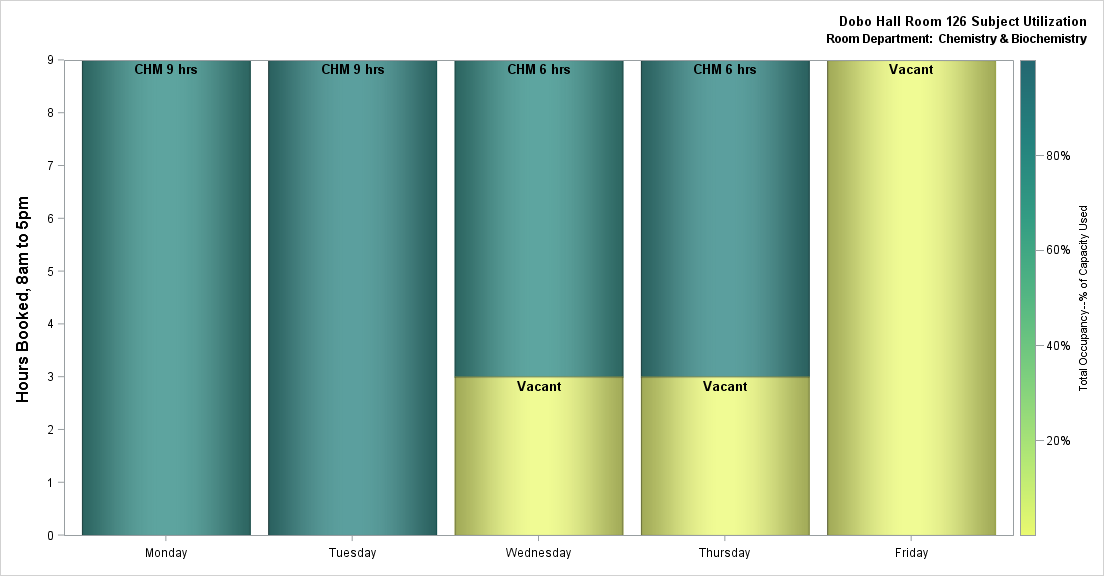 Dobo Hall Room 126 Subject Utilization
Room Department: Chemistry & Biochemistry
Hours Booked, 8am to 5pm
9
8
7
6
5
4
3
2
1
0
CHM 9 hrs
CHM 9 hrs
CHM 6 hrs
CHM 6 hrs
Vacant
Vacant
Vacant
Monday
Tuesday
Wednesday
Thursday
Friday
80%
60%
40%
20%
Total Occupancy--% of Capacity Used